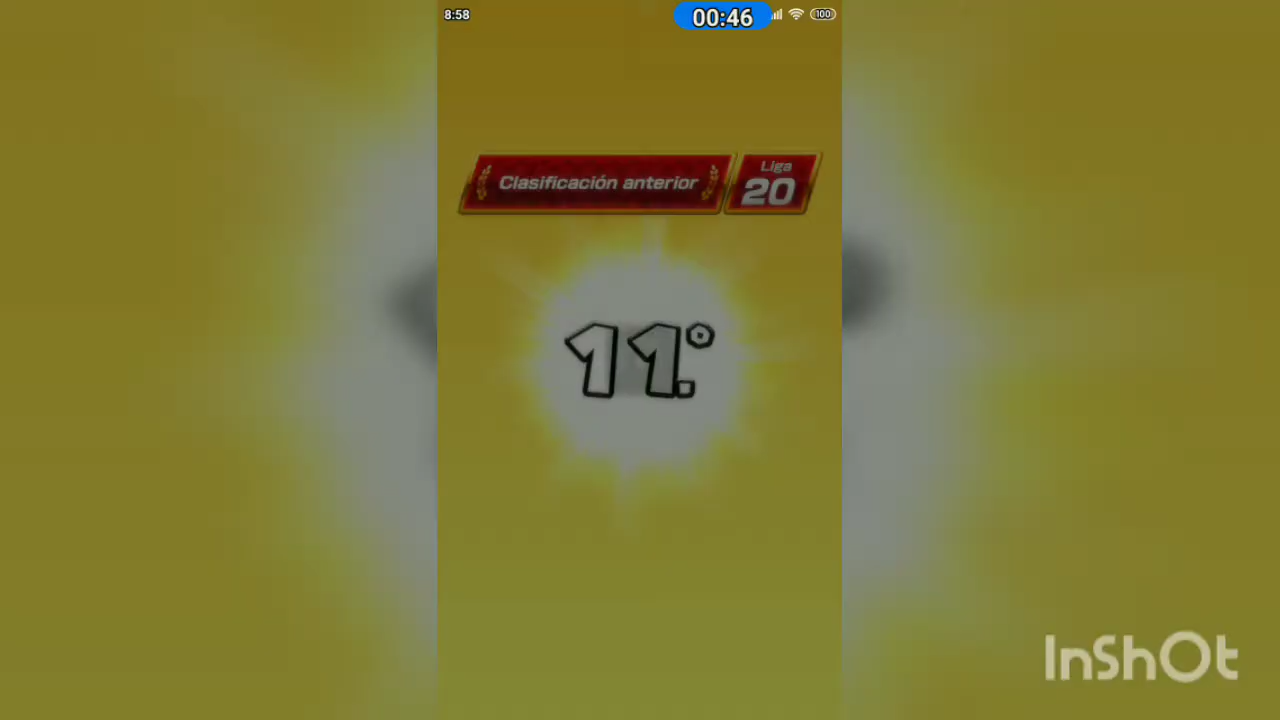 8:58
00:46
100
Clasificación anterior
Liga
20
11.º
InShOt